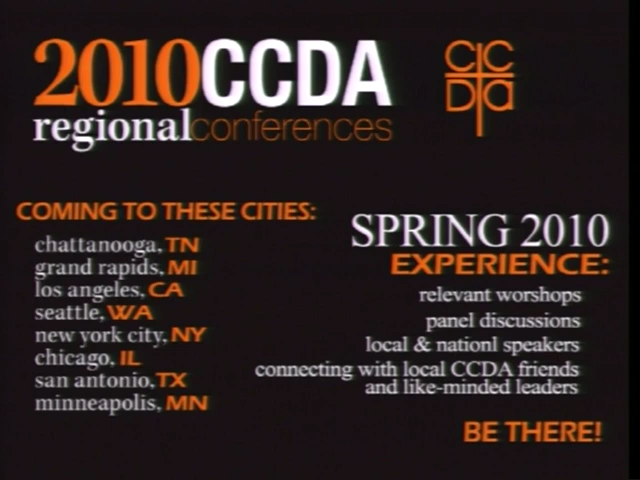 2010CCDA
regionalconferences
CCDA
COMING TO THESE CITIES:
chattanooga, TN
grand rapids, MI
los angeles, CA
seattle, WA
new york city, NY
chicago, IL
san antonio, TX
minneapolis, MN
SPRING 2010
EXPERIENCE:
relevant worshops
panel discussions
local & nationl speakers
connecting with local CCDA friends
and like-minded leaders
BE THERE!